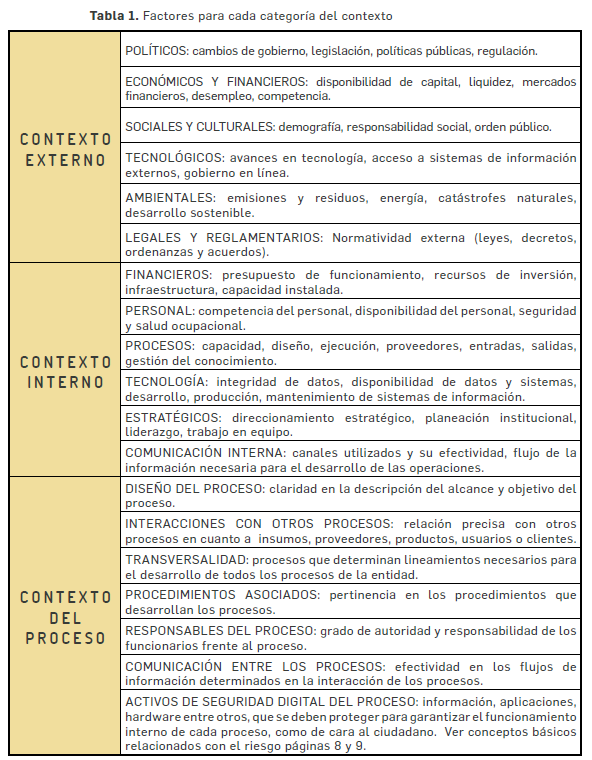 Tabla 1. Factores para cada categoría del contexto
CONTEXTO
EXTERNO
POLÍTICOS: cambios de gobierno, legislación, políticas públicas, regulación.
ECONÓMICOS Y FINANCIEROS: disponibilidad de capital, liquidez, mercados
financieros, desempleo, competencia.
SOCIALES Y CULTURALES: demografía, responsabilidad social, orden público.
TECNOLÓGICOS: avances en tecnología, acceso a sistemas de información
externos, gobierno en línea.
AMBIENTALES: emisiones y residuos, energía, catástrofes naturales,
desarrollo sostenible.
LEGALES Y REGLAMENTARIOS: Normatividad externa (leyes, decretos,
ordenanzas y acuerdos).
CONTEXTO
INTERNO
FINANCIEROS: presupuesto de funcionamiento, recursos de inversión,
infraestructura, capacidad instalada.
PERSONAL: competencia del personal, disponibilidad del personal, seguridad
y salud ocupacional.
PROCESOS: capacidad, diseño, ejecución, proveedores, entradas, salidas,
gestión del conocimiento.
TECNOLOGÍA: integridad de datos, disponibilidad de datos y sistemas,
desarrollo, producción, mantenimiento de sistemas de información.
ESTRATÉGICOS: direccionamiento estratégico, planeación institucional,
liderazgo, trabajo en equipo.
COMUNICACIÓN INTERNA: canales utilizados y su efectividad, flujo de la
información necesaria para el desarrollo de las operaciones.
CONTEXTO
DEL
PROCESO
DISEÑO DEL PROCESO: claridad en la descripción del alcance y objetivo del
proceso.
INTERACCIONES CON OTROS PROCESOS: relación precisa con otros
procesos en cuanto a insumos, proveedores, productos, usuarios o clientes.
TRANSVERSALIDAD: procesos que determinan lineamientos necesarios para
el desarrollo de todos los procesos de la entidad.
PROCEDIMIENTOS ASOCIADOS: pertinencia en los procedimientos que
desarrollan los procesos.
RESPONSABLES DEL PROCESO: grado de autoridad y responsabilidad de los
funcionarios frente al proceso.
COMUNICACIÓN ENTRE LOS PROCESOS: efectividad en los flujos de
información determinados en la interacción de los procesos.
ACTIVOS DE SEGURIDAD DIGITAL DEL PROCESO: información, aplicaciones,
hardware entre otros, que se deben proteger para garantizar el funcionamiento
interno de cada proceso, como de cara al ciudadano. Ver conceptos básicos
relacionados con el riesgo páginas 8 y 9.